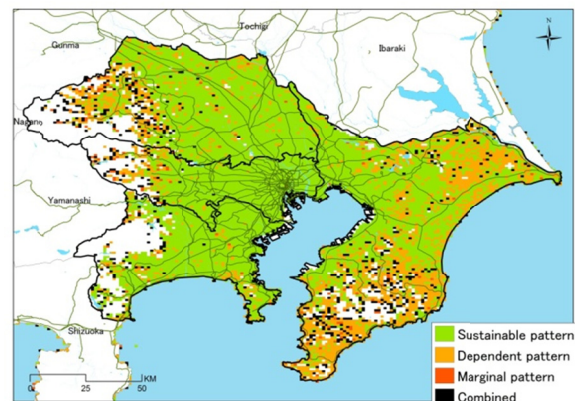 Tochigi
N
Gunma
Ibaraki
Nagano
Yamanashi
Shizuoka
0 25 50 KM
Sustainable pattern
Dependent pattern
Marginal pattern
Combined